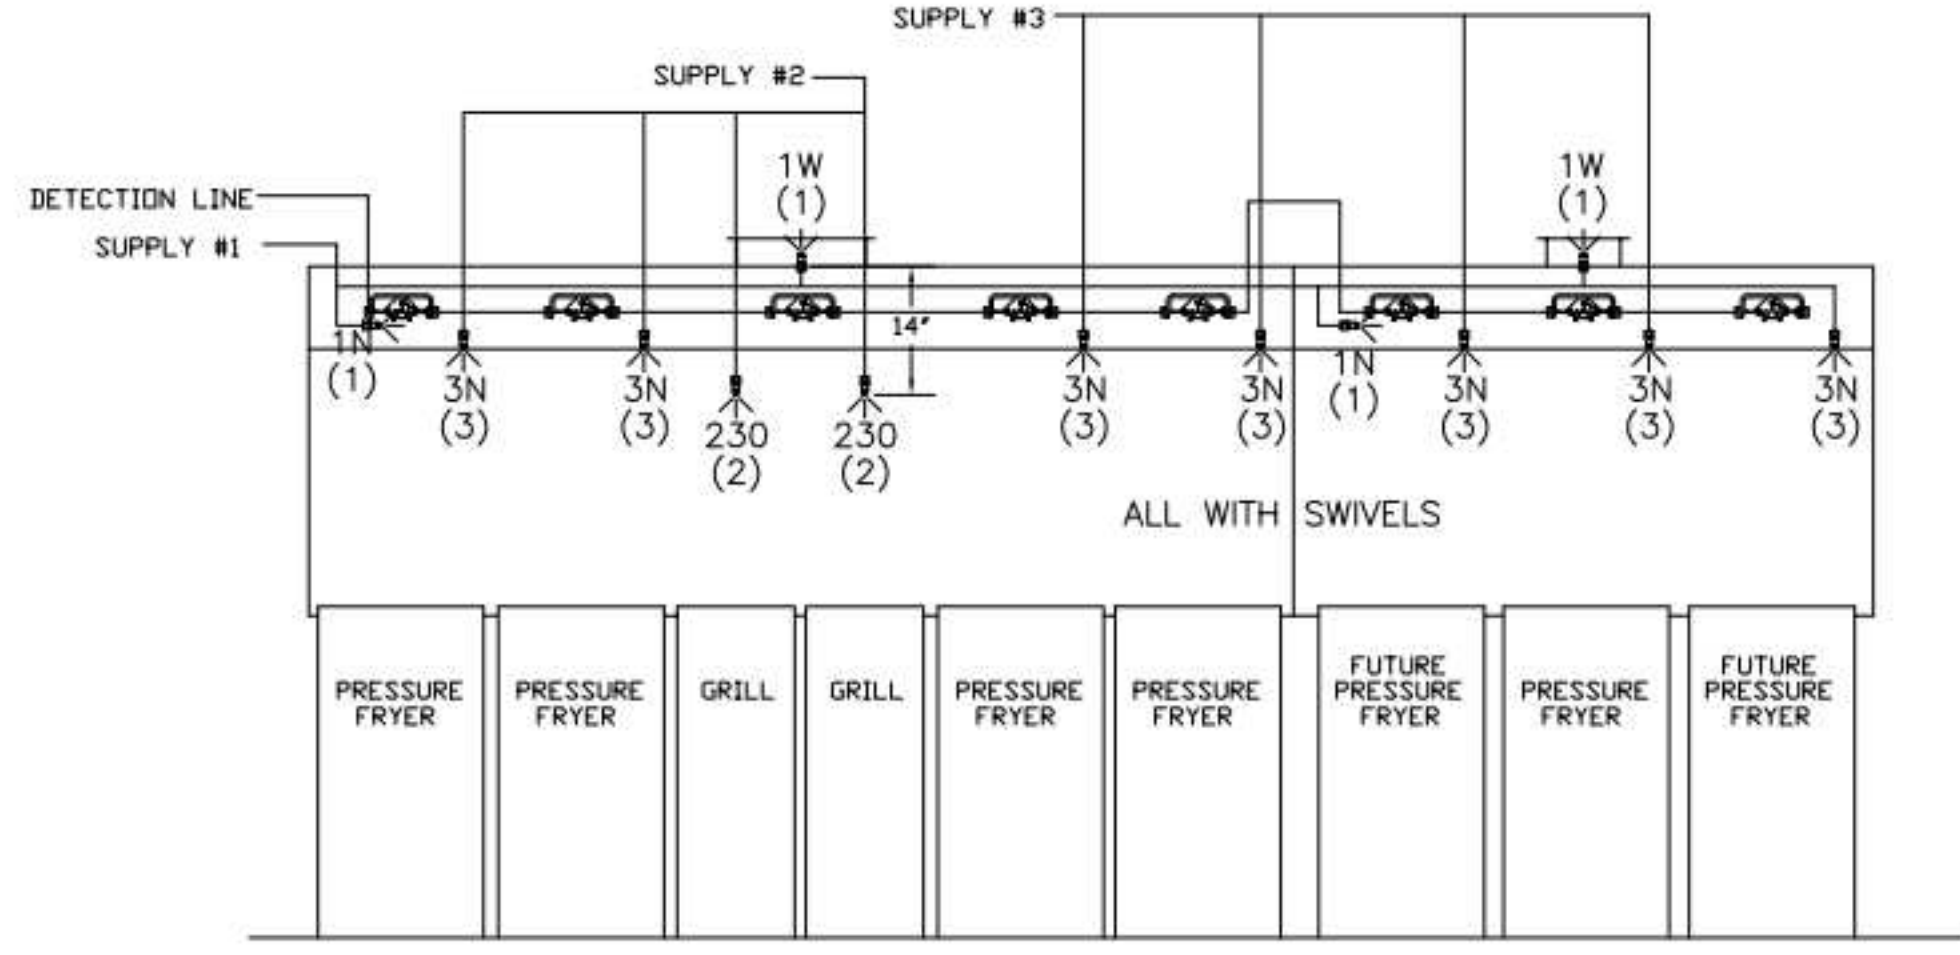 SUPPLY #3
SUPPLY #2
1W
(1)
1W
(1)
DETECTION LINE
SUPPLY #1
14"
1N
(1)
3N
(3)
3N
(3)
230
(2)
230
(2)
3N
(3)
3N
(3)
1N
(1)
3N
(3)
3N
(3)
3N
(3)
ALL WITH SWIVELS
PRESSURE
FRYER
PRESSURE
FRYER
GRILL
GRILL
PRESSURE
FRYER
PRESSURE
FRYER
FUTURE
PRESSURE
FRYER
PRESSURE
FRYER
FUTURE
PRESSURE
FRYER